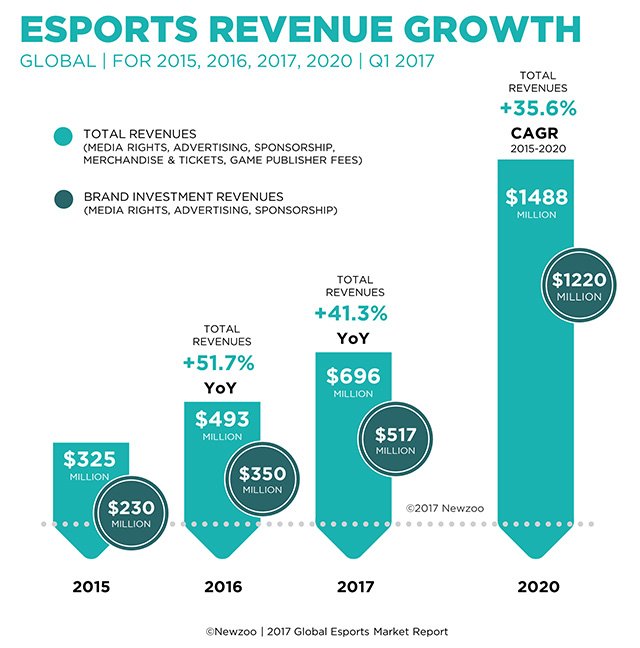 ESPORTS REVENUE GROWTH
GLOBAL | FOR 2015, 2016, 2017, 2020 | Q1 2017
TOTAL REVENUES
(MEDIA RIGHTS, ADVERTISING, SPONSORSHIP,
MERCHANDISE & TICKETS, GAME PUBLISHER FEES)
BRAND INVESTMENT REVENUES
(MEDIA RIGHTS, ADVERTISING, SPONSORSHIP)
$325
MILLION
$230
MILLION
2015
TOTAL
REVENUES
+51.7%
YoY
$493
MILLION
$350
MILLION
2016
TOTAL
REVENUES
+41.3%
YoY
$696
MILLION
$517
MILLION
2017
TOTAL
REVENUES
+35.6%
CAGR
2015-2020
$1488
MILLION
$1220
MILLION
2020
©2017 Newzoo
©Newzoo | 2017 Global Esports Market Report